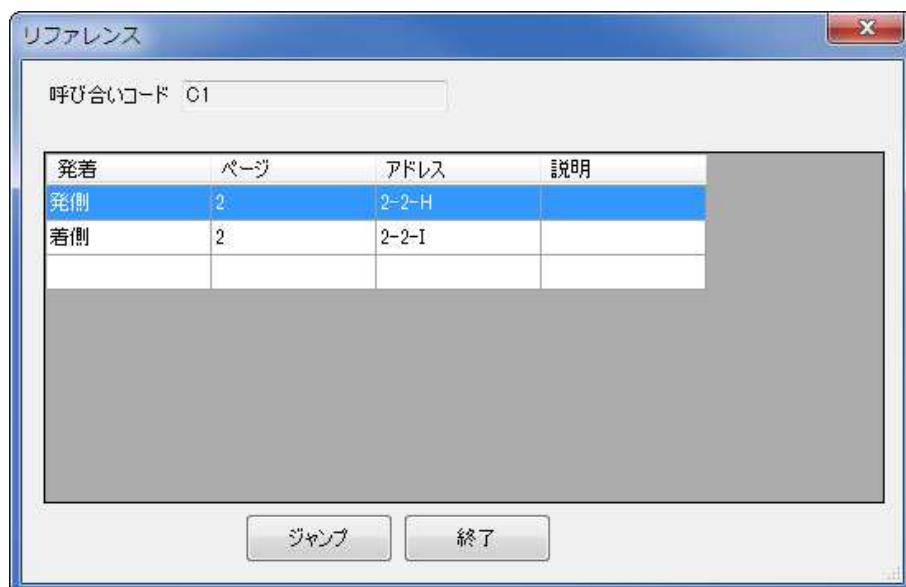 リファレンス
呼び合いコード C1
発着 ページ アドレス 説明
発側 2 2-2-H
着側 2 2-2-I
ジャンプ 終了